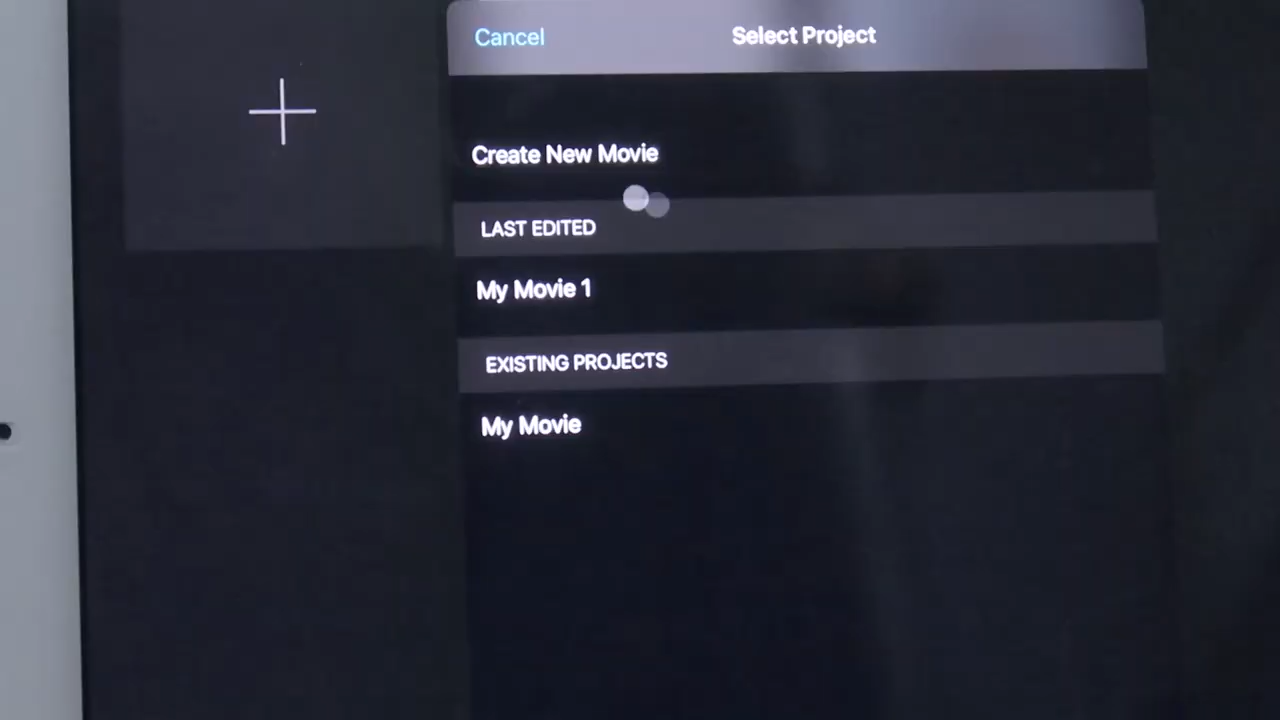 Cancel
Select Project
Create New Movie
LAST EDITED
My Movie 1
EXISTING PROJECTS
My Movie